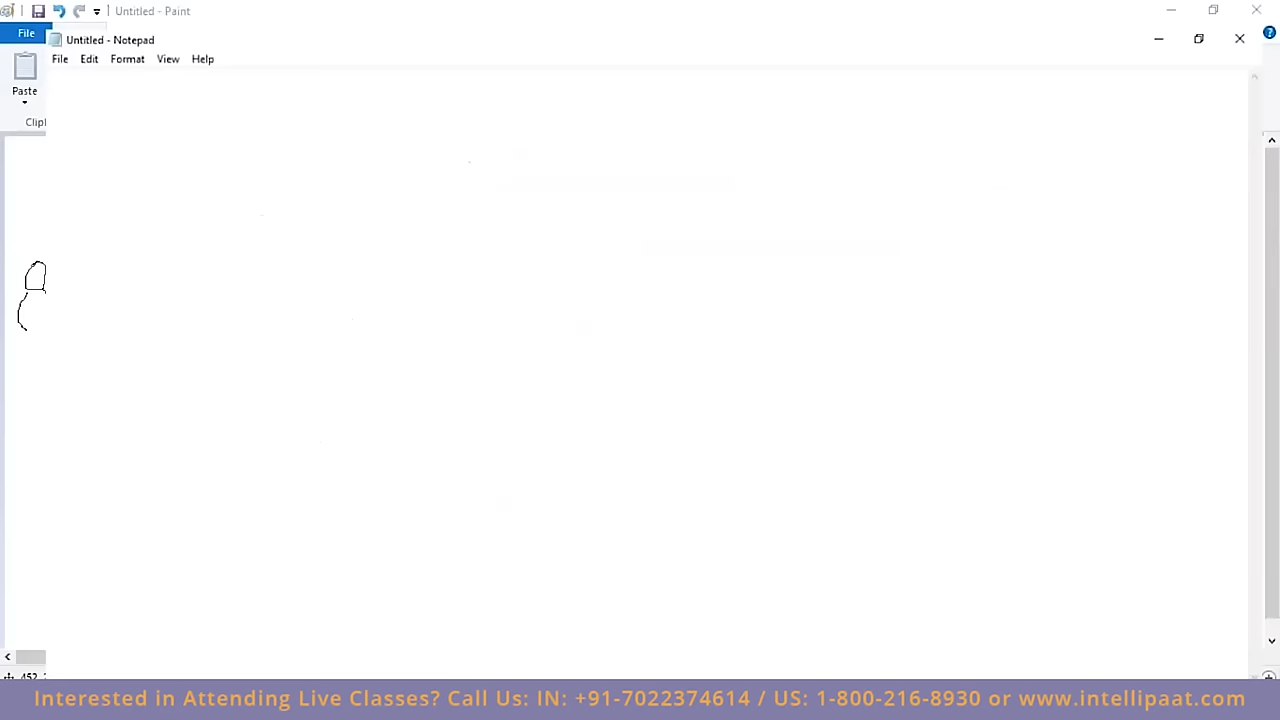 Untitled - Paint
File
Untitled - Notepad
File Edit Format View Help
Paste
Interested in Attending Live Classes? Call Us: IN: +91-7022374614 / US: 1-800-216-8930 or www.intellipaat.com